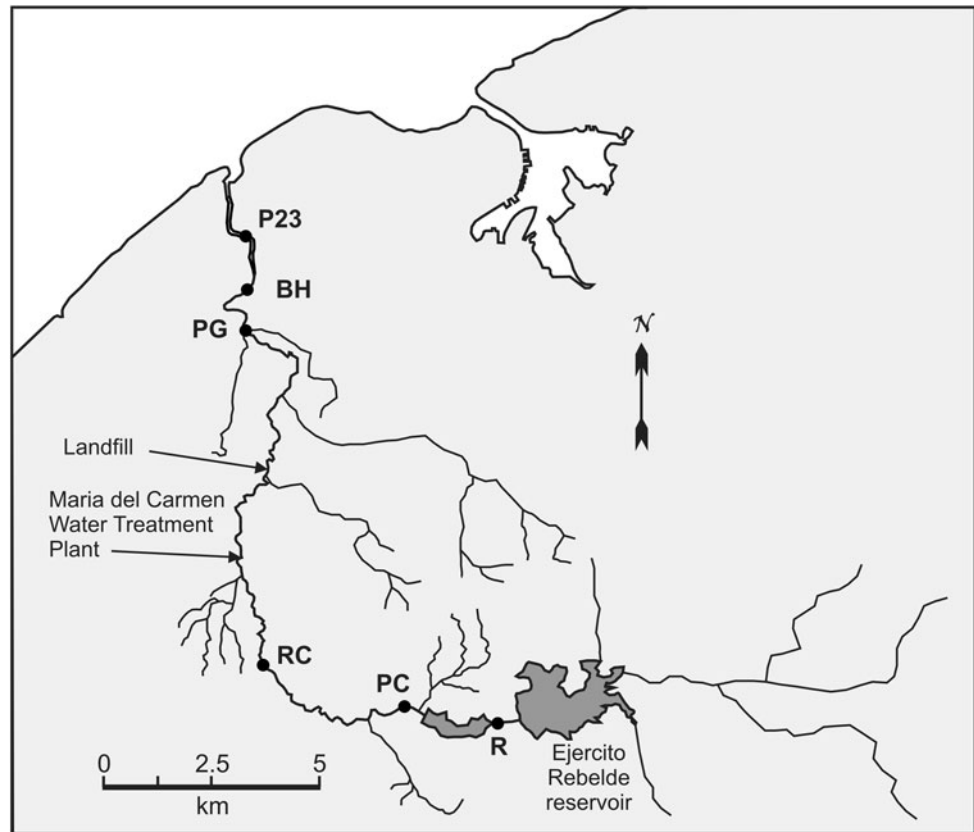 P23
BH
PG
N
Landfill
Maria del Carmen
Water Treatment
Plant
RC
PC
R
Ejercito
Rebelde
reservoir
0 2.5 5
km